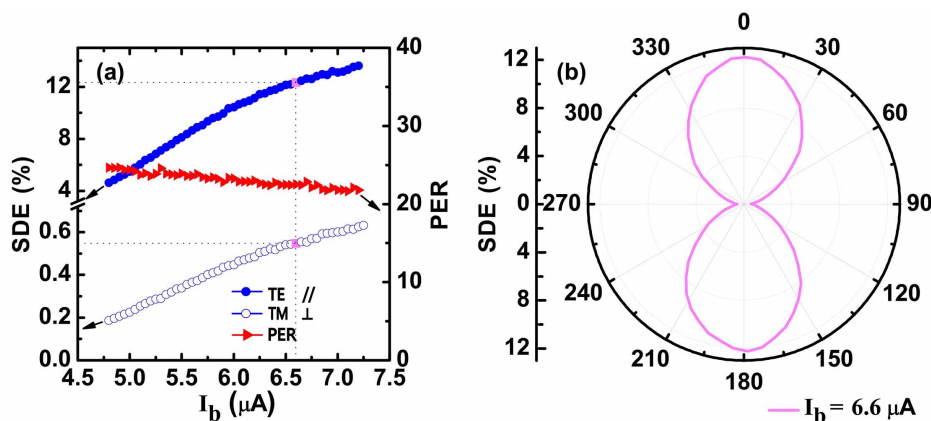 (a)
SDE (%)
12
8
4
0.6
0.4
0.2
0.0
40
30
20
10
0
PER
TE //
TM ⊥
PER
4.5 5.0 5.5 6.0 6.5 7.0 7.5
I_b (μA)
(b)
SDE (%)
12
8
4
0
4
8
12
0
30
60
90
120
150
180
210
240
270
300
330
I_b = 6.6 μA